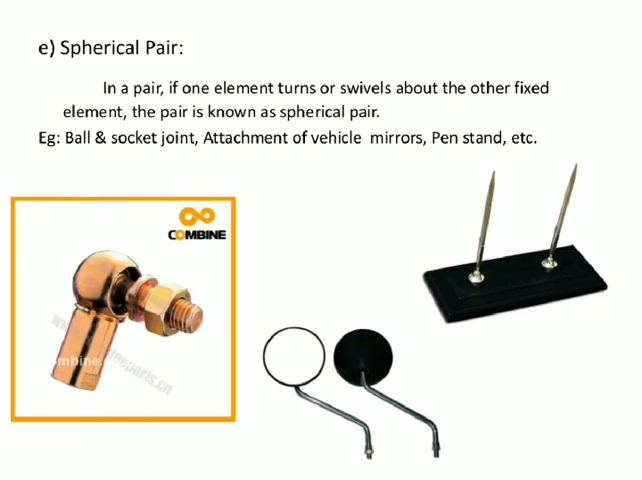 e) Spherical Pair:
In a pair, if one element turns or swivels about the other fixed
element, the pair is known as spherical pair.
Eg: Ball & socket joint, Attachment of vehicle mirrors, Pen stand, etc.
COMBINE